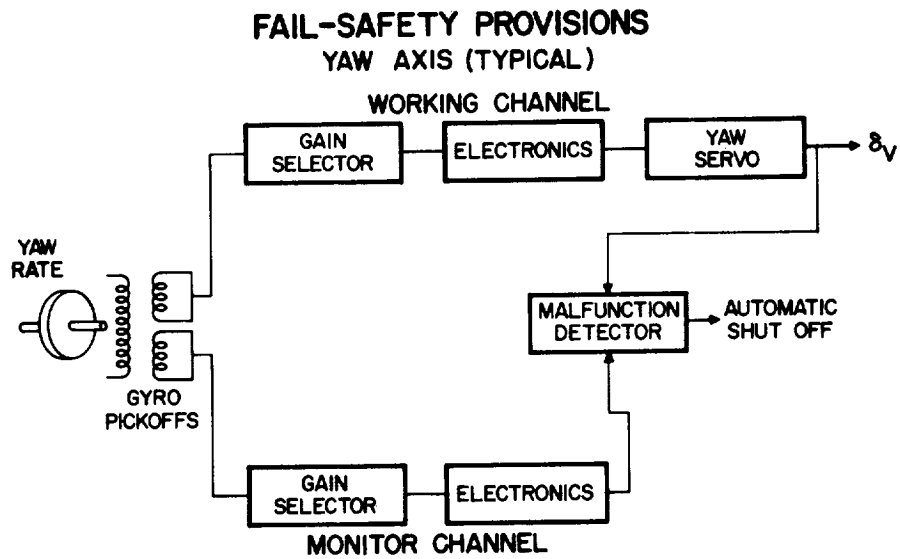 FAIL-SAFETY PROVISIONS
YAW AXIS (TYPICAL)
WORKING CHANNEL
GAIN
SELECTOR
ELECTRONICS
YAW
SERVO
δV
YAW
RATE
GYRO
PICKOFFS
MALFUNCTION
DETECTOR
AUTOMATIC
SHUT OFF
GAIN
SELECTOR
ELECTRONICS
MONITOR CHANNEL